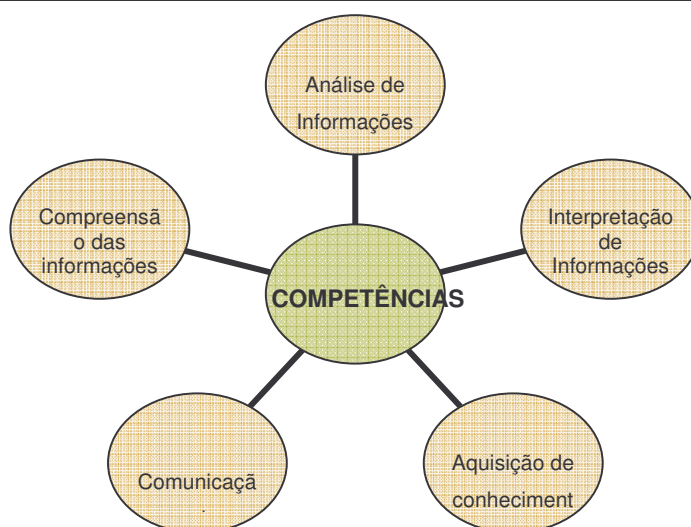 Análise de
Informações
Compreensã
o das
informações
Interpretação
de
Informações
COMPETÊNCIAS
Comunicaçã
Aquisição de
conheciment